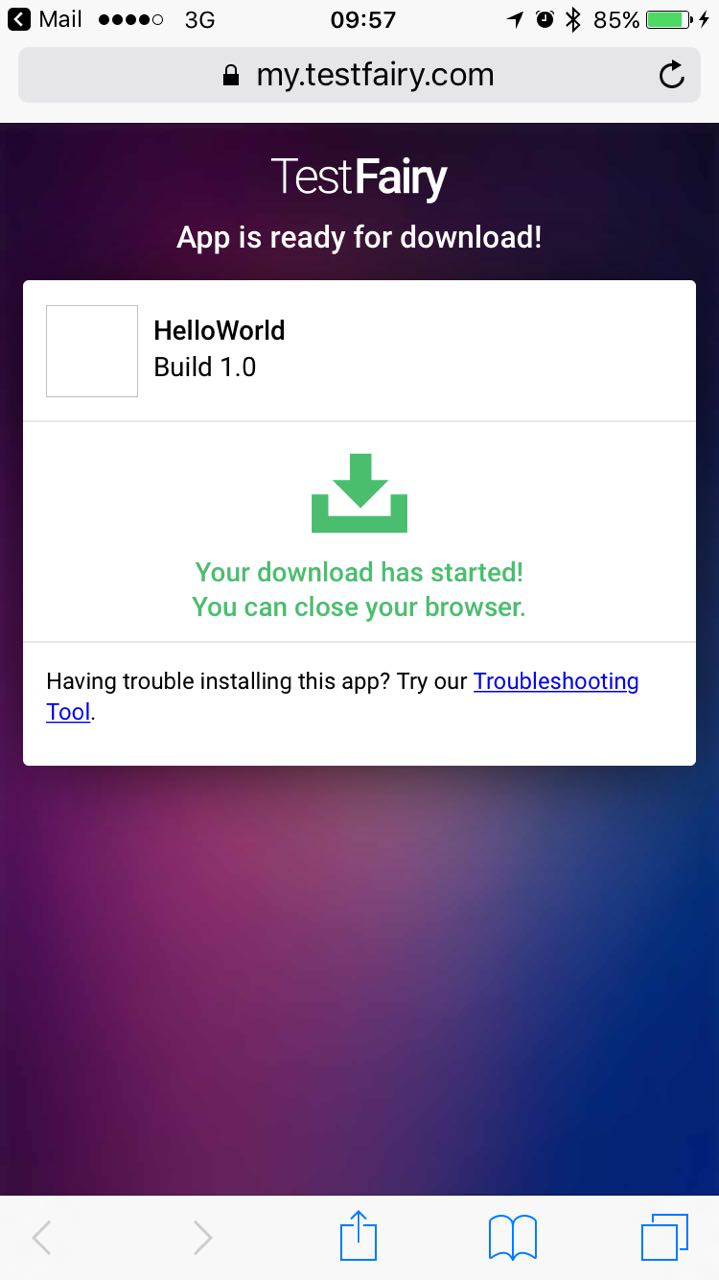 Mail 3G 09:57 85%
my.testfairy.com
TestFairy
App is ready for download!
HelloWorld
Build 1.0
Your download has started!
You can close your browser.
Having trouble installing this app? Try our Troubleshooting
Tool.